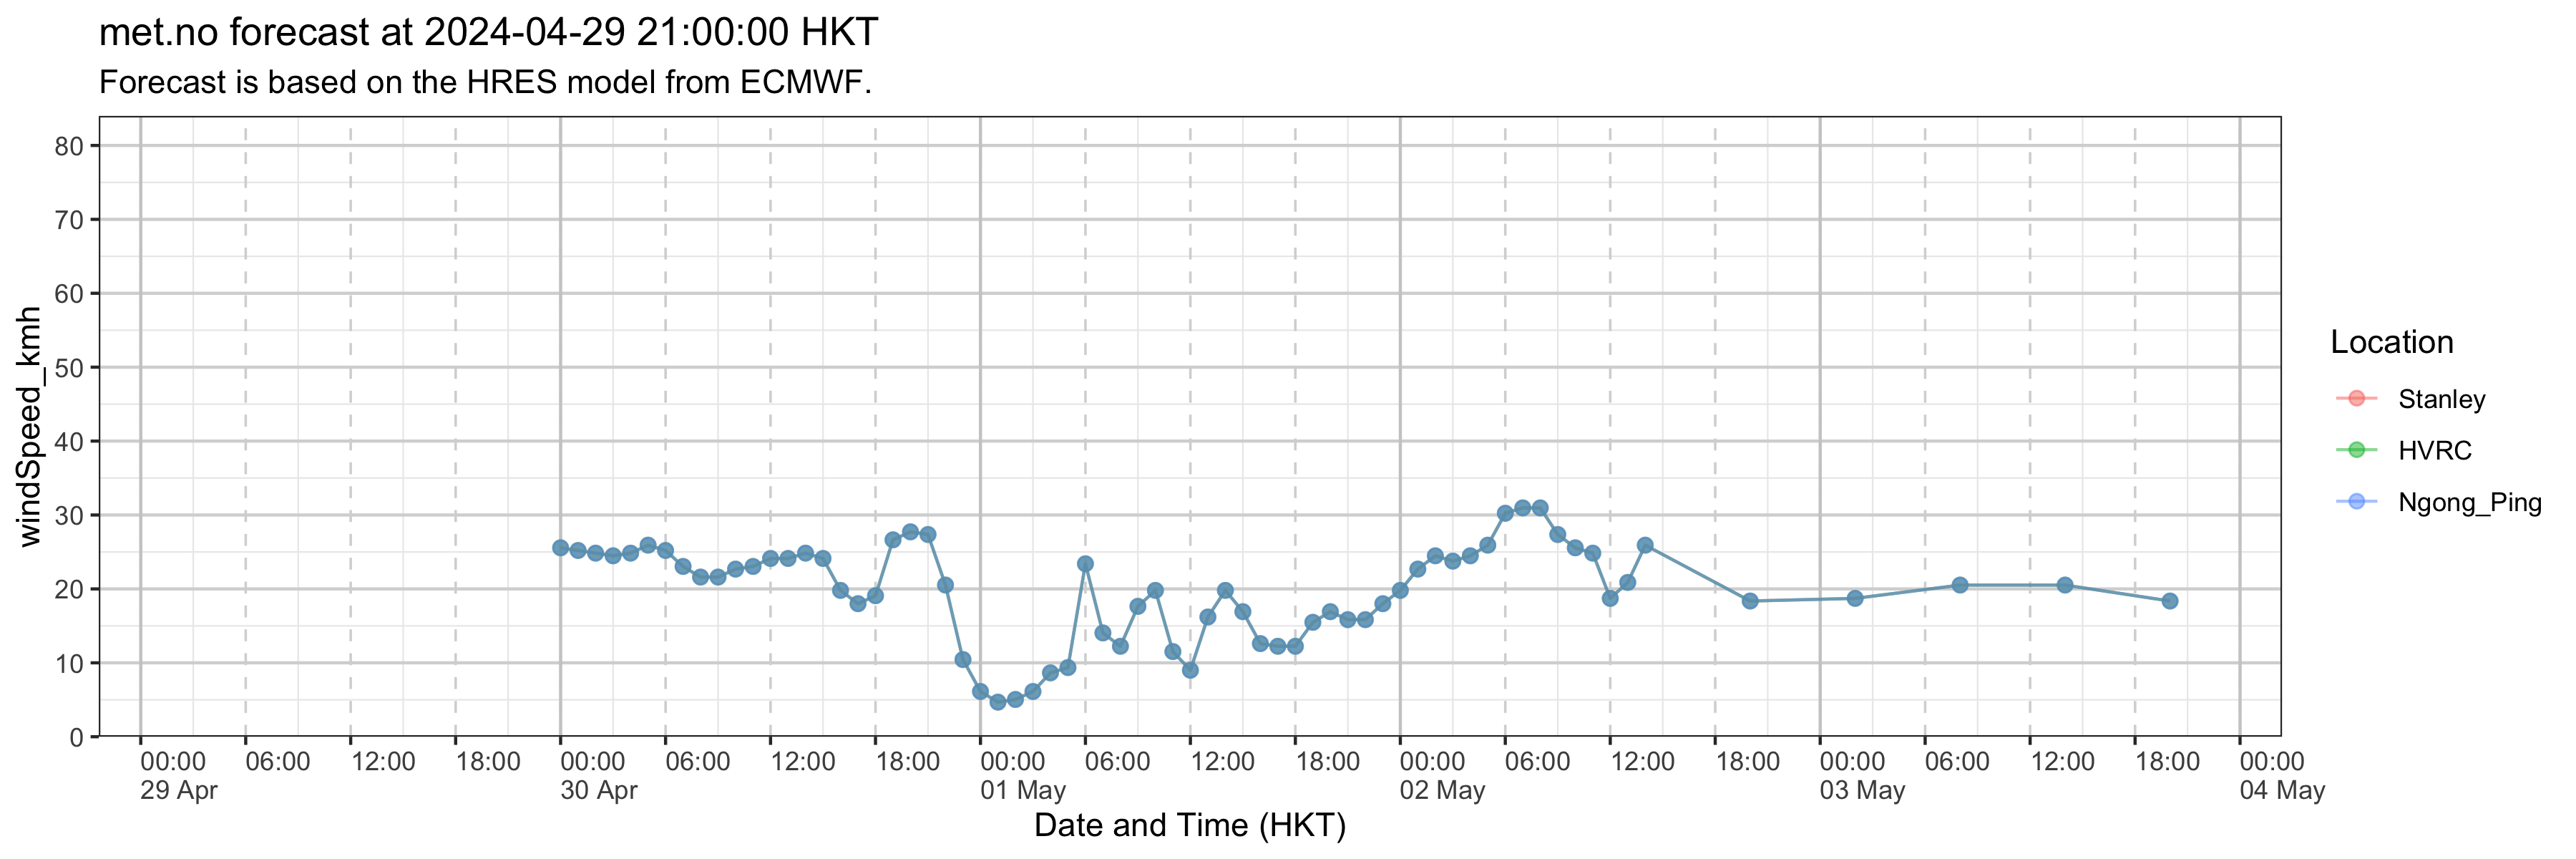 met.no forecast at 2024-04-29 21:00:00 HKT
Forecast is based on the HRES model from ECMWF.
windSpeed_kmh
80
70
60
50
40
30
20
10
0
00:00 06:00 12:00 18:00 00:00 06:00 12:00 18:00 00:00 06:00 12:00 18:00 00:00 06:00 12:00 18:00 00:00 06:00 12:00 18:00 00:00
29 Apr 30 Apr 01 May 02 May 03 May 04 May
Date and Time (HKT)
Location
Stanley
HVRC
Ngong_Ping